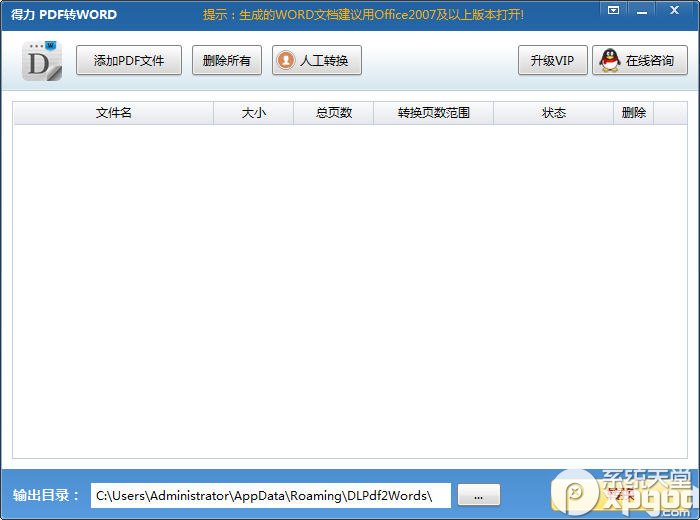 得力 PDF转WORD
提示：生成的WORD文档建议用Office2007及以上版本打开!
D
W
添加PDF文件
删除所有
人工转换
升级VIP
在线咨询
文件名 大小 总页数 转换页数范围 状态 删除
输出目录： C:\Users\Administrator\AppData\Roaming\DLPdf2Words\ ...
系统天堂